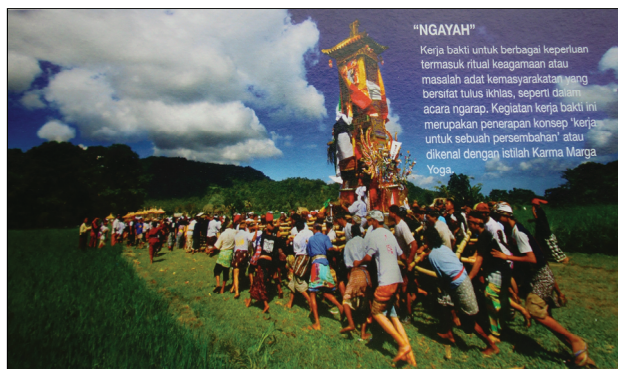 “NGAYAH”
Kerja bakti untuk berbagai keperluan
termasuk ritual keagamaan atau
masalah adat kemasyarakatan yang
bersifat tulus ikhlas, seperti dalam
acara ngarap. Kegiatan kerja bakti ini
merupakan penerapan konsep ‘kerja
untuk sebuah persembahan’ atau
dikenal dengan istilah Karma Marga
Yoga.